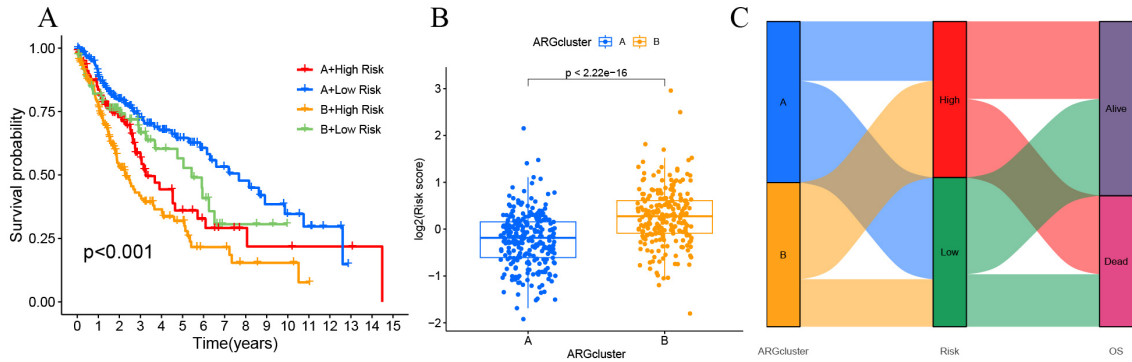 A
Survival probability
1.00
0.75
0.50
0.25
0.00
A+High Risk
A+Low Risk
B+High Risk
B+Low Risk
p<0.001
0 1 2 3 4 5 6 7 8 9 10 11 12 13 14 15
Time(years)
B
ARGcluster A B
p < 2.22e−16
log2(Risk score)
3
2
1
0
−1
−2
A B
ARGcluster
C
A
B
High
Low
Alive
Dead
ARGcluster Risk OS